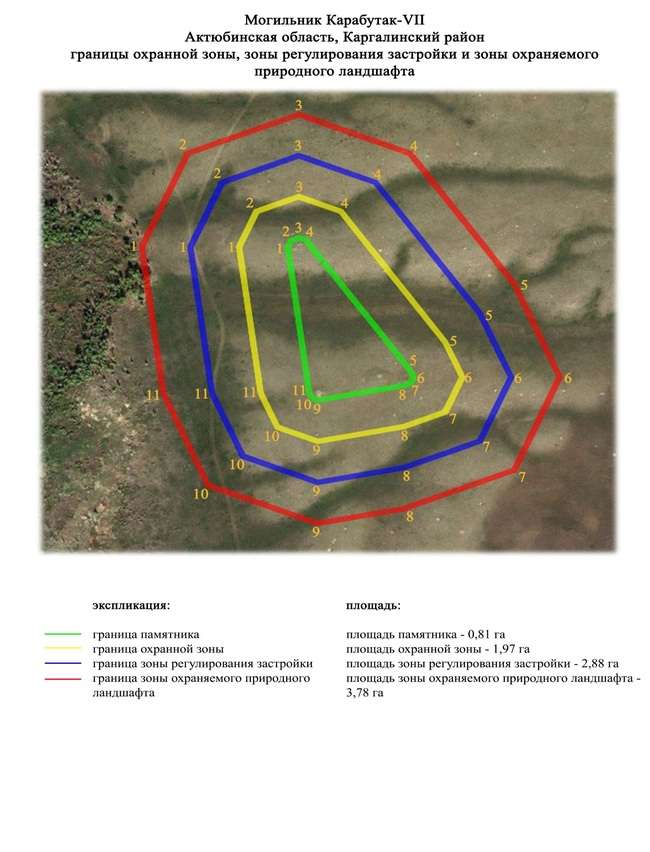 Могильник Карабутак-VII
Актюбинская область, Каргалинский район
границы охранной зоны, зоны регулирования застройки и зоны охраняемого
природного ландшафта
3
2
4
3
2
4
3
2
4
2 3 4
1
1
1
1
5
5
5
5
6
6
6
6
7
11
11
11
11
10
9
8
7
10
9
8
7
10
9
8
7
10
9
8
экспликация:
площадь:
граница памятника
площадь памятника - 0,81 га
граница охранной зоны
площадь охранной зоны - 1,97 га
граница зоны регулирования застройки
площадь зоны регулирования застройки - 2,88 га
граница зоны охраняемого природного
площадь зоны охраняемого природного ландшафта -
ландшафта
3,78 га